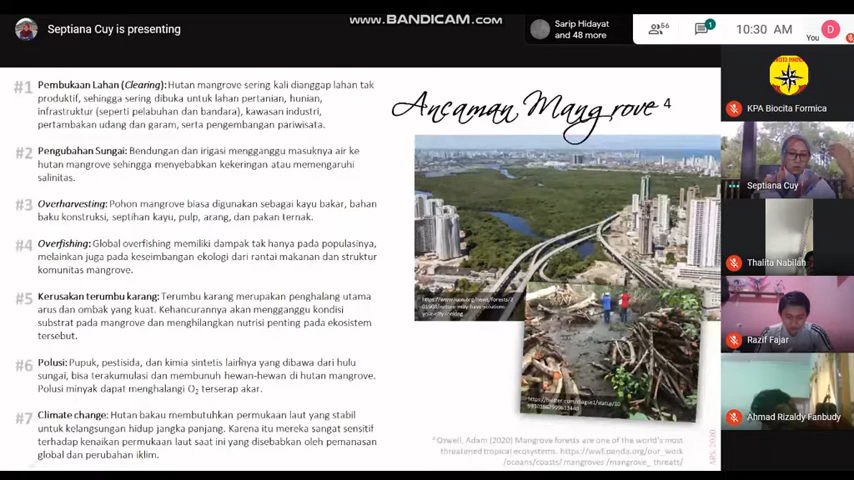 WWW.BANDICAM.COM
Septiana Cuy is presenting
Sarip Hidayat
and 48 more
56
1
10:30 AM
You
D
#1 Pembukaan Lahan (Clearing): Hutan mangrove sering kali dianggap lahan tak
produktif, sehingga sering dibuka untuk lahan pertanian, hunian,
infrastruktur (seperti pelabuhan dan bandara), kawasan industri,
pertambakan udang dan garam, serta pengembangan pariwisata.
#2 Pengubahan Sungai: Bendungan dan irigasi mengganggu masuknya air ke
hutan mangrove sehingga menyebabkan kekeringan atau memengaruhi
salinitas.
#3 Overharvesting: Pohon mangrove biasa digunakan sebagai kayu bakar, bahan
baku konstruksi, septihan kayu, pulp, arang, dan pakan ternak.
#4 Overfishing: Global overfishing memiliki dampak tak hanya pada populasinya,
melainkan juga pada keseimbangan ekologi dari rantai makanan dan struktur
komunitas mangrove.
#5 Kerusakan terumbu karang: Terumbu karang merupakan penghalang utama
arus dan ombak yang kuat. Kehancurannya akan mengganggu kondisi
substrat pada mangrove dan menghilangkan nutrisi penting pada ekosistem
tersebut.
#6 Polusi: Pupuk, pestisida, dan kimia sintetis lainnya yang dibawa dari hulu
sungai, bisa terakumulasi dan membunuh hewan-hewan di hutan mangrove.
Polusi minyak dapat menghalangi O2 terserap akar.
#7 Climate change: Hutan bakau membutuhkan permukaan laut yang stabil
untuk kelangsungan hidup jangka panjang. Karena itu mereka sangat sensitif
terhadap kenaikan permukaan laut saat ini yang disebabkan oleh pemanasan
global dan perubahan iklim.
Ancaman Mangrove 4
4 Ozwell, Adam (2020) Mangrove forests are one of the world's most
threatened tropical ecosystems. https://wwf.panda.org/our_work
/oceans/coasts/mangroves/mangrove_threats/
ARS 2020
KPA Biocita Formica
Septiana Cuy
Thalita Nabilah
Razif Fajar
Ahmad Rizaldy Fanbudy